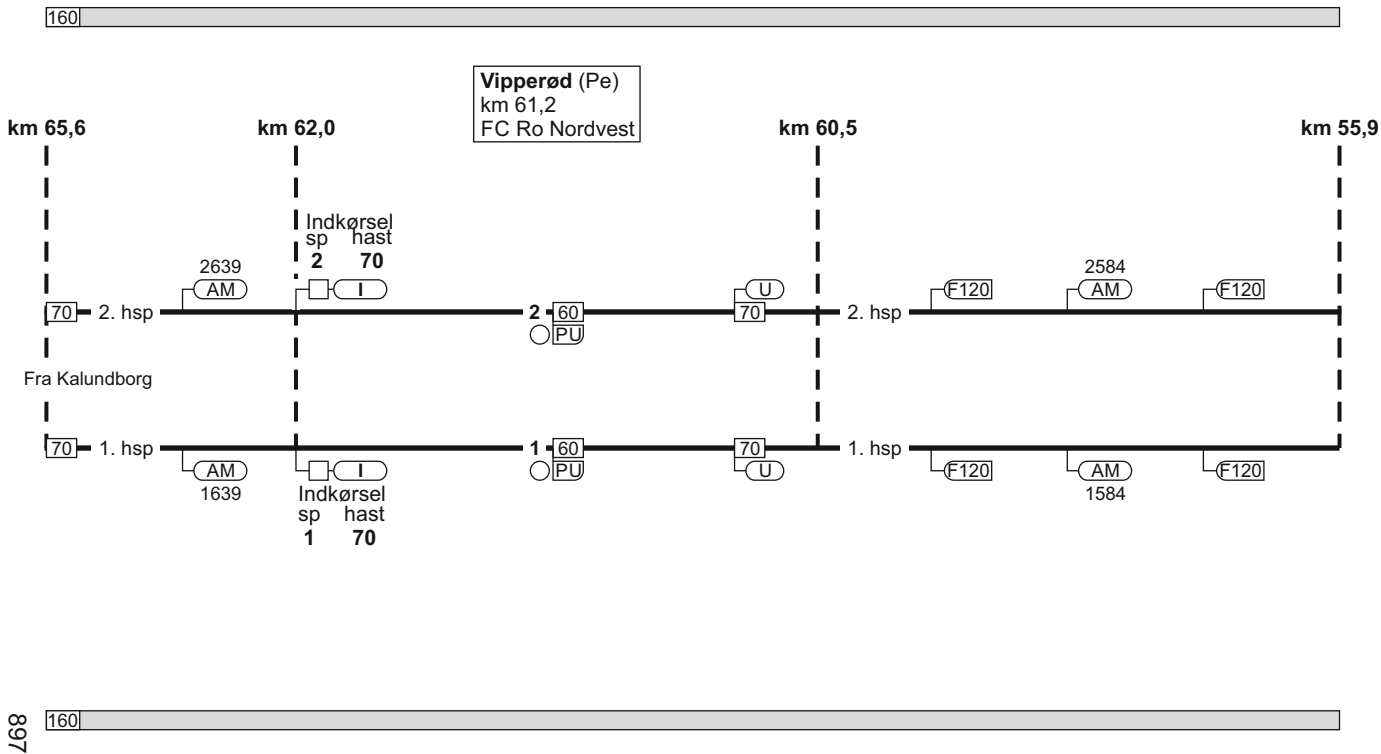 160
Vipperød (Pe)
km 61,2
FC Ro Nordvest
km 65,6
km 62,0
km 60,5
km 55,9
Indkørsel
sp hast
2 70
2639
AM
I
U
F120
2584
AM
F120
70 2. hsp
2 60
70 2. hsp
PU
Fra Kalundborg
70 1. hsp
1 60
70 1. hsp
AM
1639
I
PU
U
F120
AM
1584
F120
Indkørsel
sp hast
1 70
160
897